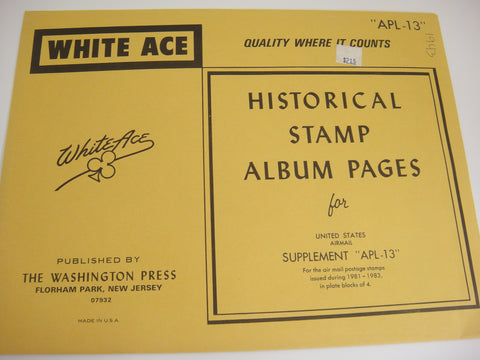 "APL-13"
WHITE ACE
QUALITY WHERE IT COUNTS
$2.15
1983
HISTORICAL
STAMP
ALBUM PAGES
for
White Ace
UNITED STATES
AIRMAIL
SUPPLEMENT "APL-13"
For the air mail postage stamps
issued during 1981-1983,
in plate blocks of 4.
PUBLISHED BY
THE WASHINGTON PRESS
FLORHAM PARK, NEW JERSEY
07932
MADE IN U.S.A.